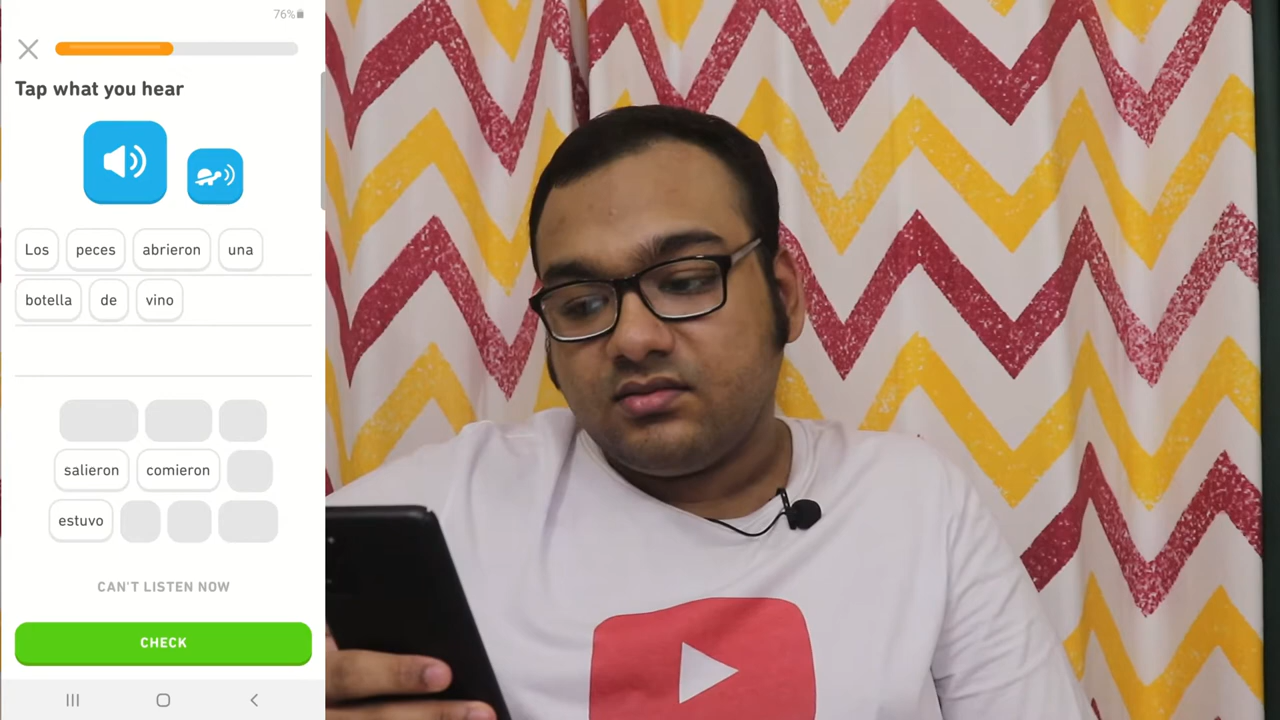 76%
Tap what you hear
Los peces abrieron una
botella de vino
salieron comieron
estuvo
CAN'T LISTEN NOW
CHECK